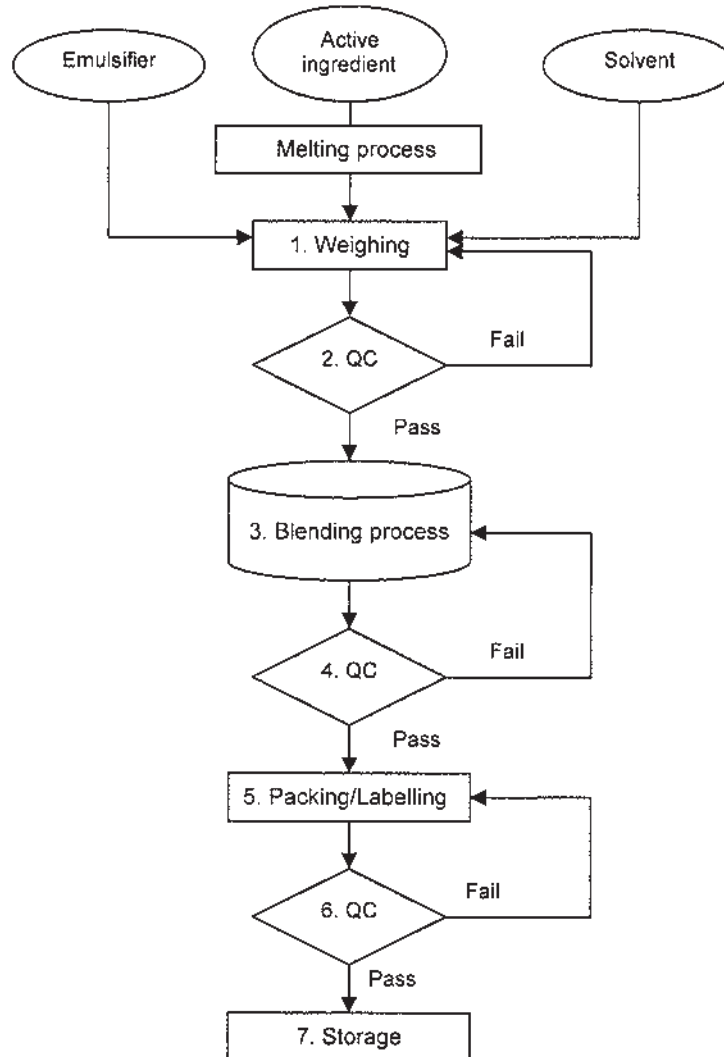 Emulsifier
Active
ingredient
Solvent
Melting process
1. Weighing
2. QC
Fail
Pass
3. Blending process
4. QC
Fail
Pass
5. Packing/Labelling
6. QC
Fail
Pass
7. Storage